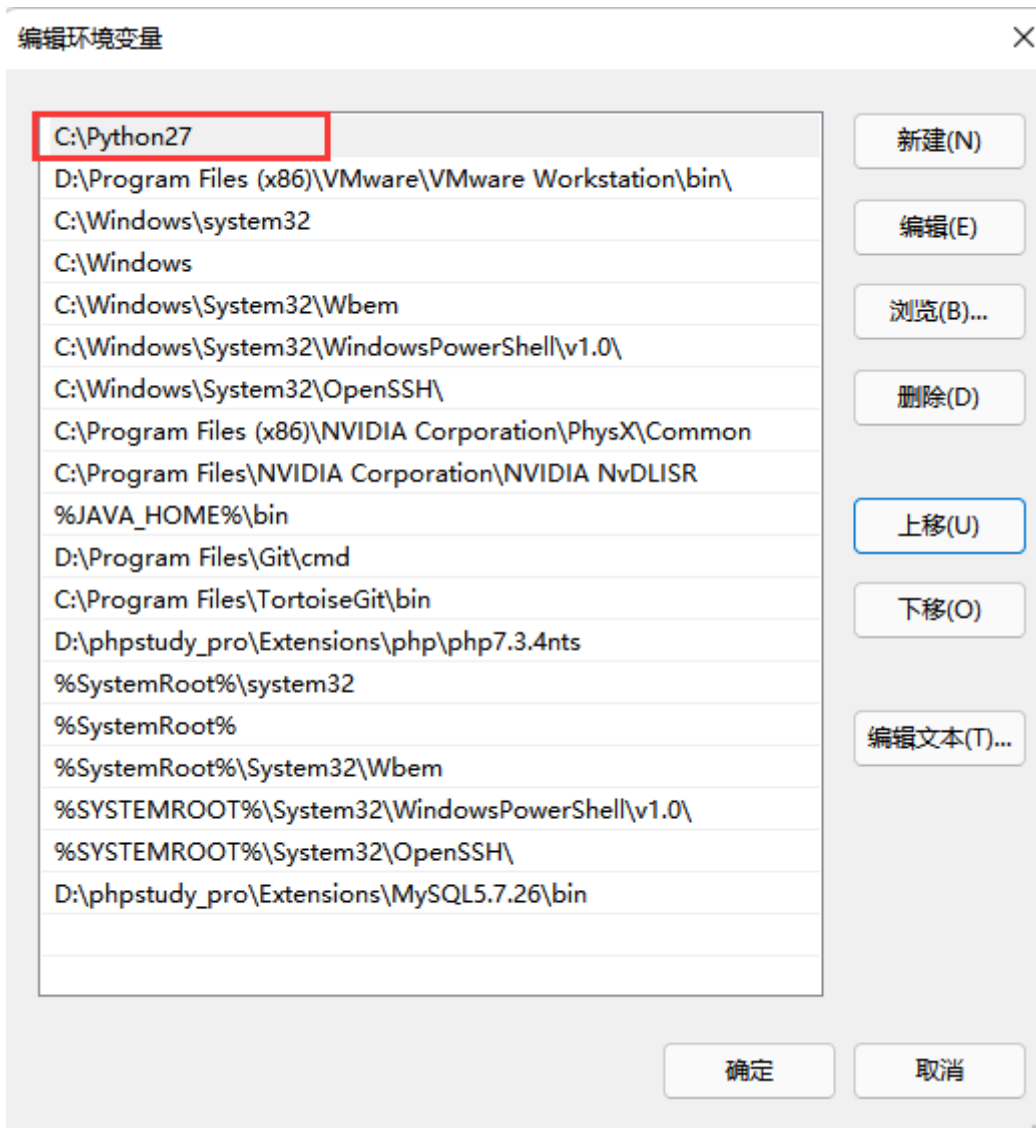 编辑环境变量
C:\Python27
D:\Program Files (x86)\VMware\VMware Workstation\bin\
C:\Windows\system32
C:\Windows
C:\Windows\System32\Wbem
C:\Windows\System32\WindowsPowerShell\v1.0\
C:\Windows\System32\OpenSSH\
C:\Program Files (x86)\NVIDIA Corporation\PhysX\Common
C:\Program Files\NVIDIA Corporation\NVIDIA NvDLISR
%JAVA_HOME%\bin
D:\Program Files\Git\cmd
C:\Program Files\TortoiseGit\bin
D:\phpstudy_pro\Extensions\php\php7.3.4nts
%SystemRoot%\system32
%SystemRoot%
%SystemRoot%\System32\Wbem
%SYSTEMROOT%\System32\WindowsPowerShell\v1.0\
%SYSTEMROOT%\System32\OpenSSH\
D:\phpstudy_pro\Extensions\MySQL5.7.26\bin
新建(N)
编辑(E)
浏览(B)...
删除(D)
上移(U)
下移(O)
编辑文本(T)...
确定
取消